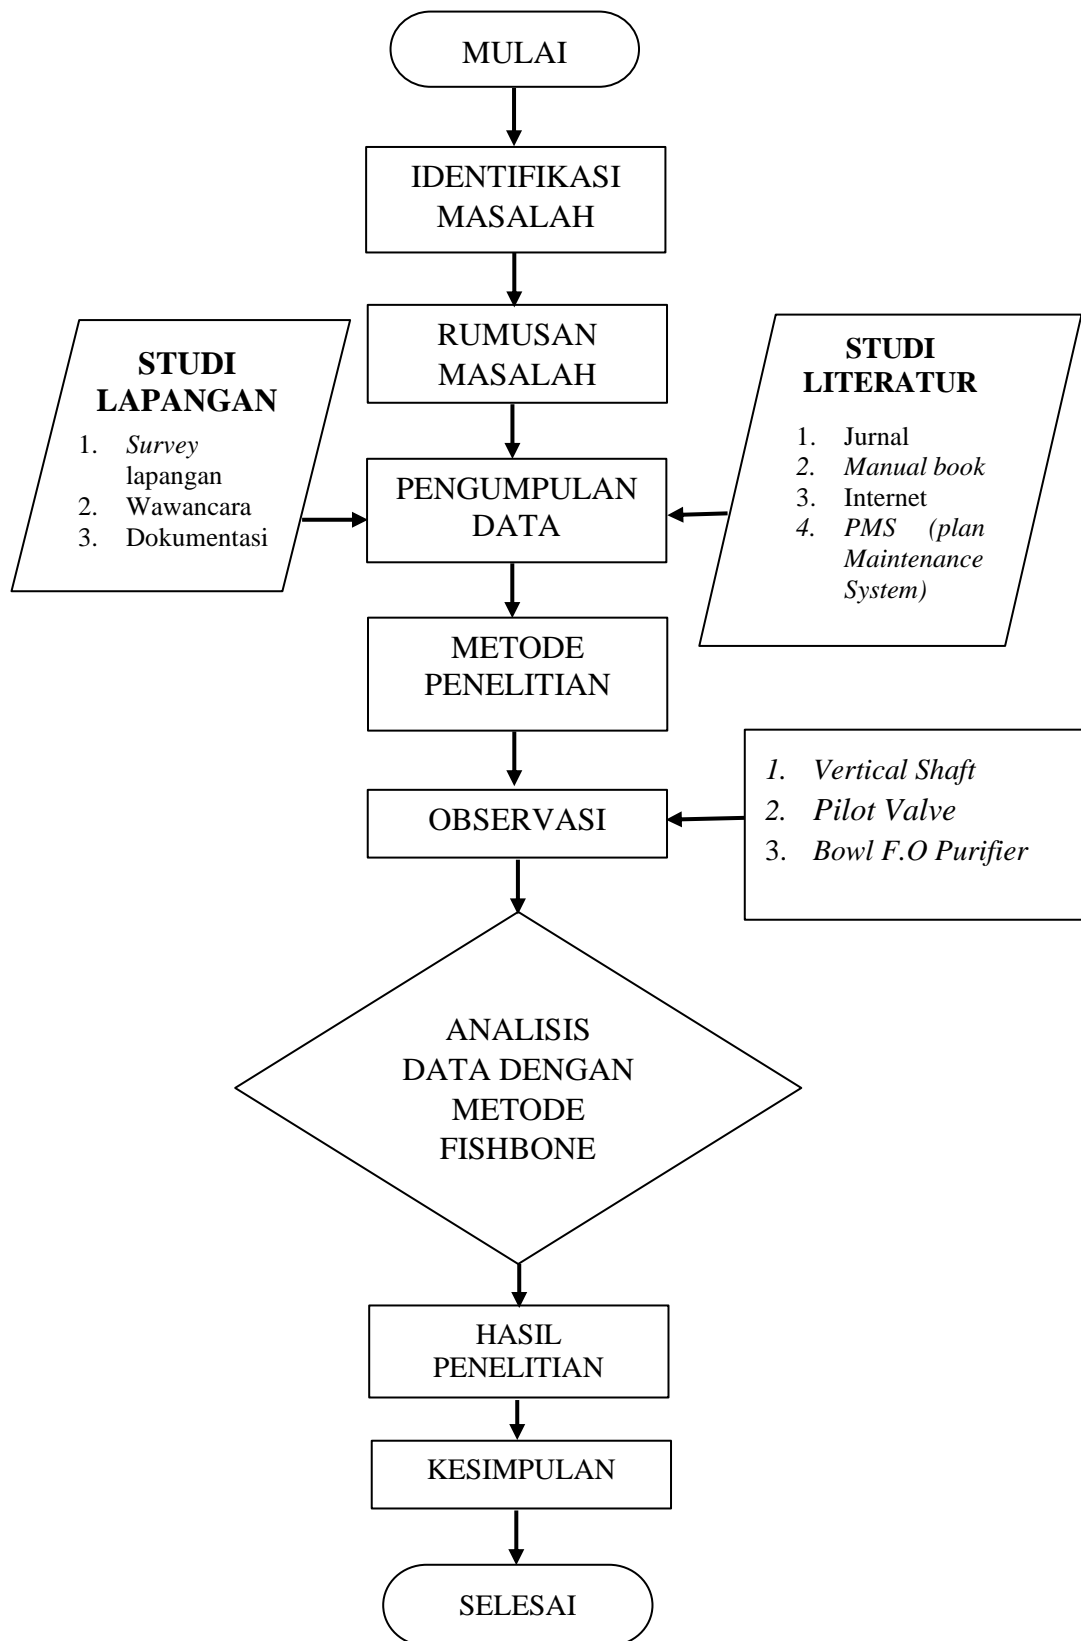 MULAI
IDENTIFIKASI
MASALAH
RUMUSAN
MASALAH
STUDI
LAPANGAN
1. Survey
lapangan
2. Wawancara
3. Dokumentasi
STUDI
LITERATUR
1. Jurnal
2. Manual book
3. Internet
4. PMS (plan
Maintenance
System)
PENGUMPULAN
DATA
METODE
PENELITIAN
OBSERVASI
1. Vertical Shaft
2. Pilot Valve
3. Bowl F.O Purifier
ANALISIS
DATA DENGAN
METODE
FISHBONE
HASIL
PENELITIAN
KESIMPULAN
SELESAI